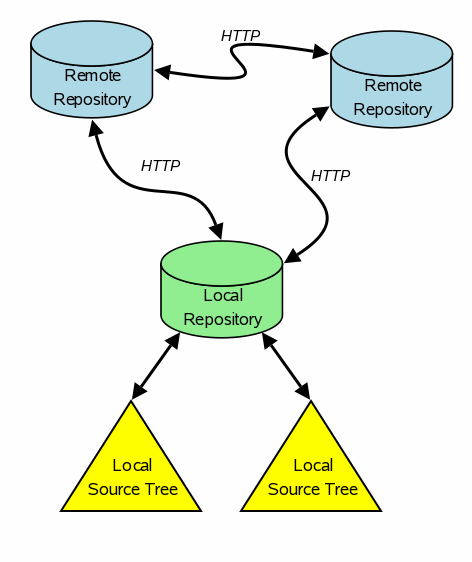 HTTP
Remote
Repository
Remote
Repository
HTTP
HTTP
Local
Repository
Local
Source Tree
Local
Source Tree